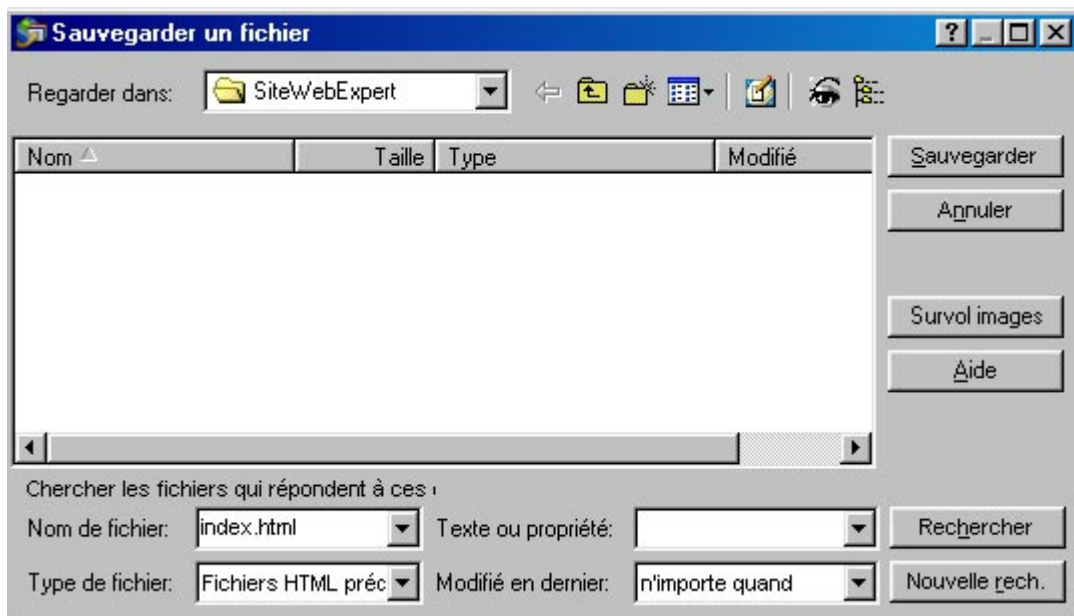 Sauvegarder un fichier
Regarder dans: SiteWebExpert
Nom Taille Type Modifié
Sauvegarder
Annuler
Survol images
Aide
Chercher les fichiers qui répondent à ces
Nom de fichier: index.html Texte ou propriété: Rechercher
Type de fichier: Fichiers HTML préc Modifié en dernier: n'importe quand Nouvelle rech.